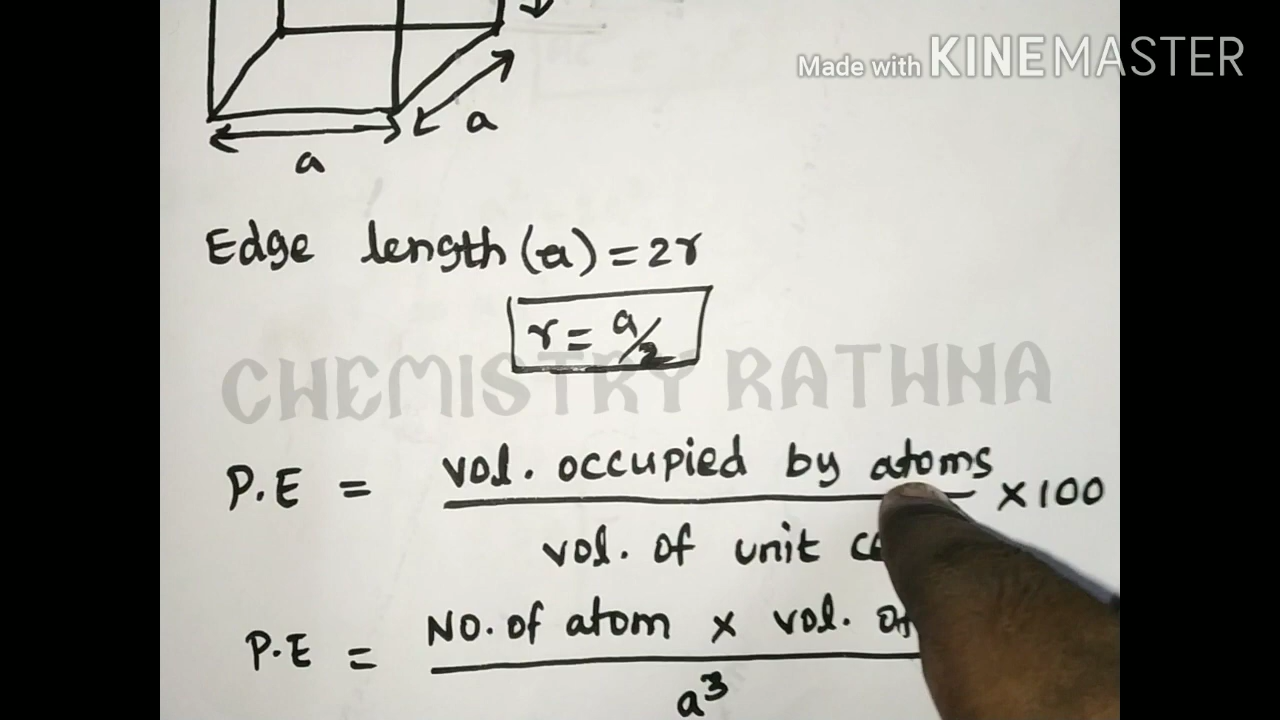 Made with KINEMASTER
a
a
Edge length (a) = 2r
r = a/2
CHEMISTRY RATHNA
P.E = vol. occupied by atoms × 100
vol. of unit
P.E = NO. of atom × vol. of
a³